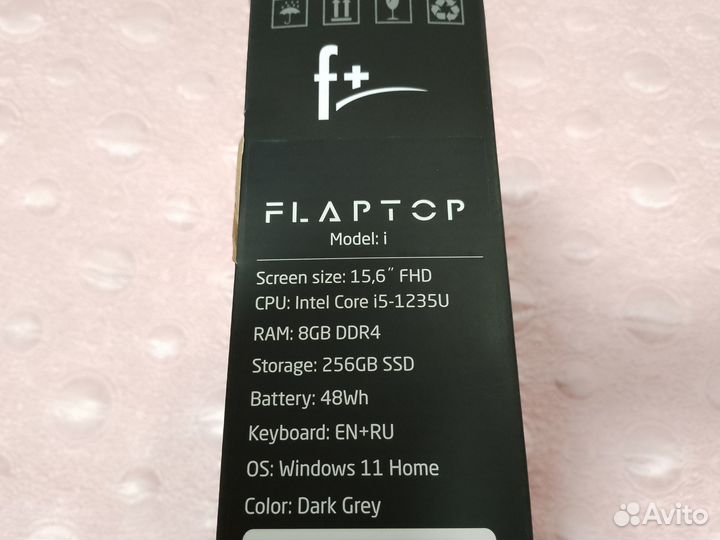 f+
FLAPTOP
Model: i
Screen size: 15,6˝ FHD
CPU: Intel Core i5-1235U
RAM: 8GB DDR4
Storage: 256GB SSD
Battery: 48Wh
Keyboard: EN+RU
OS: Windows 11 Home
Color: Dark Grey
Avito